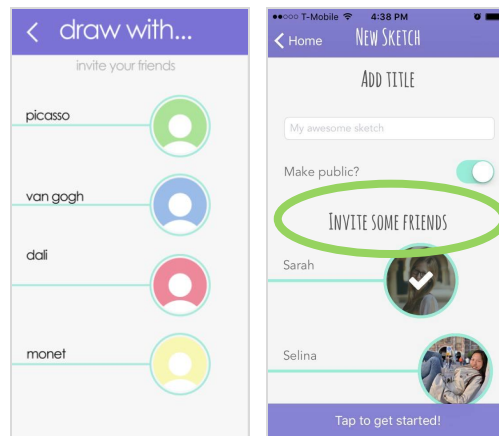 draw with...
invite your friends
picasso
van gogh
dali
monet
T-Mobile 4:38 PM
Home New Sketch
Add title
My awesome sketch
Make public?
Invite some friends
Sarah
Selina
Tap to get started!